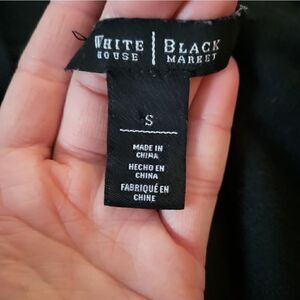 WHITE | BLACK
HOUSE | MARKET
S
MADE IN
CHINA
HECHO EN
CHINA
FABRIQUÉ EN
CHINE